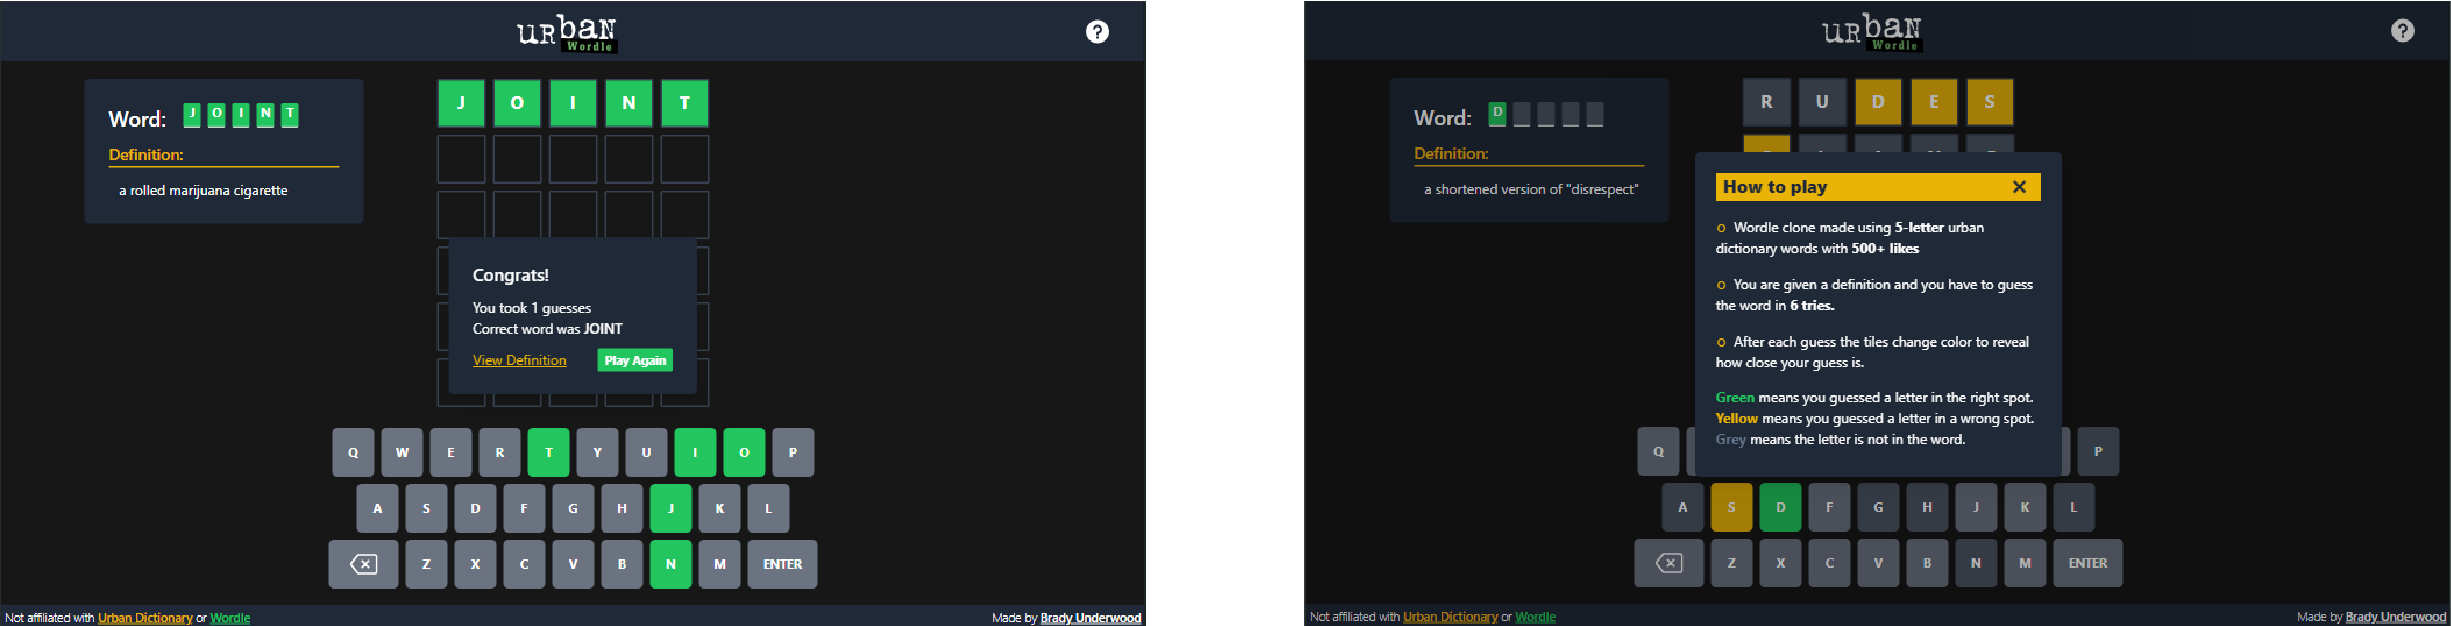 urban
Wordle
?
Word: J O I N T
Definition:
a rolled marijuana cigarette
J O I N T
Congrats!
You took 1 guesses
Correct word was JOINT
View Definition Play Again
Q W E R T Y U I O P
A S D F G H J K L
Z X C V B N M ENTER
Not affiliated with Urban Dictionary or Wordle
Made by Brady Underwood
urban
Wordle
?
Word: D
Definition:
a shortened version of "disrespect"
R U D E S
How to play
Wordle clone made using 5-letter urban
dictionary words with 500+ likes
You are given a definition and you have to guess
the word in 6 tries.
After each guess the tiles change color to reveal
how close your guess is.
Green means you guessed a letter in the right spot.
Yellow means you guessed a letter in a wrong spot.
Grey means the letter is not in the word.
Q P
A S D F G H J K L
Z X C V B N M ENTER
Not affiliated with Urban Dictionary or Wordle
Made by Brady Underwood